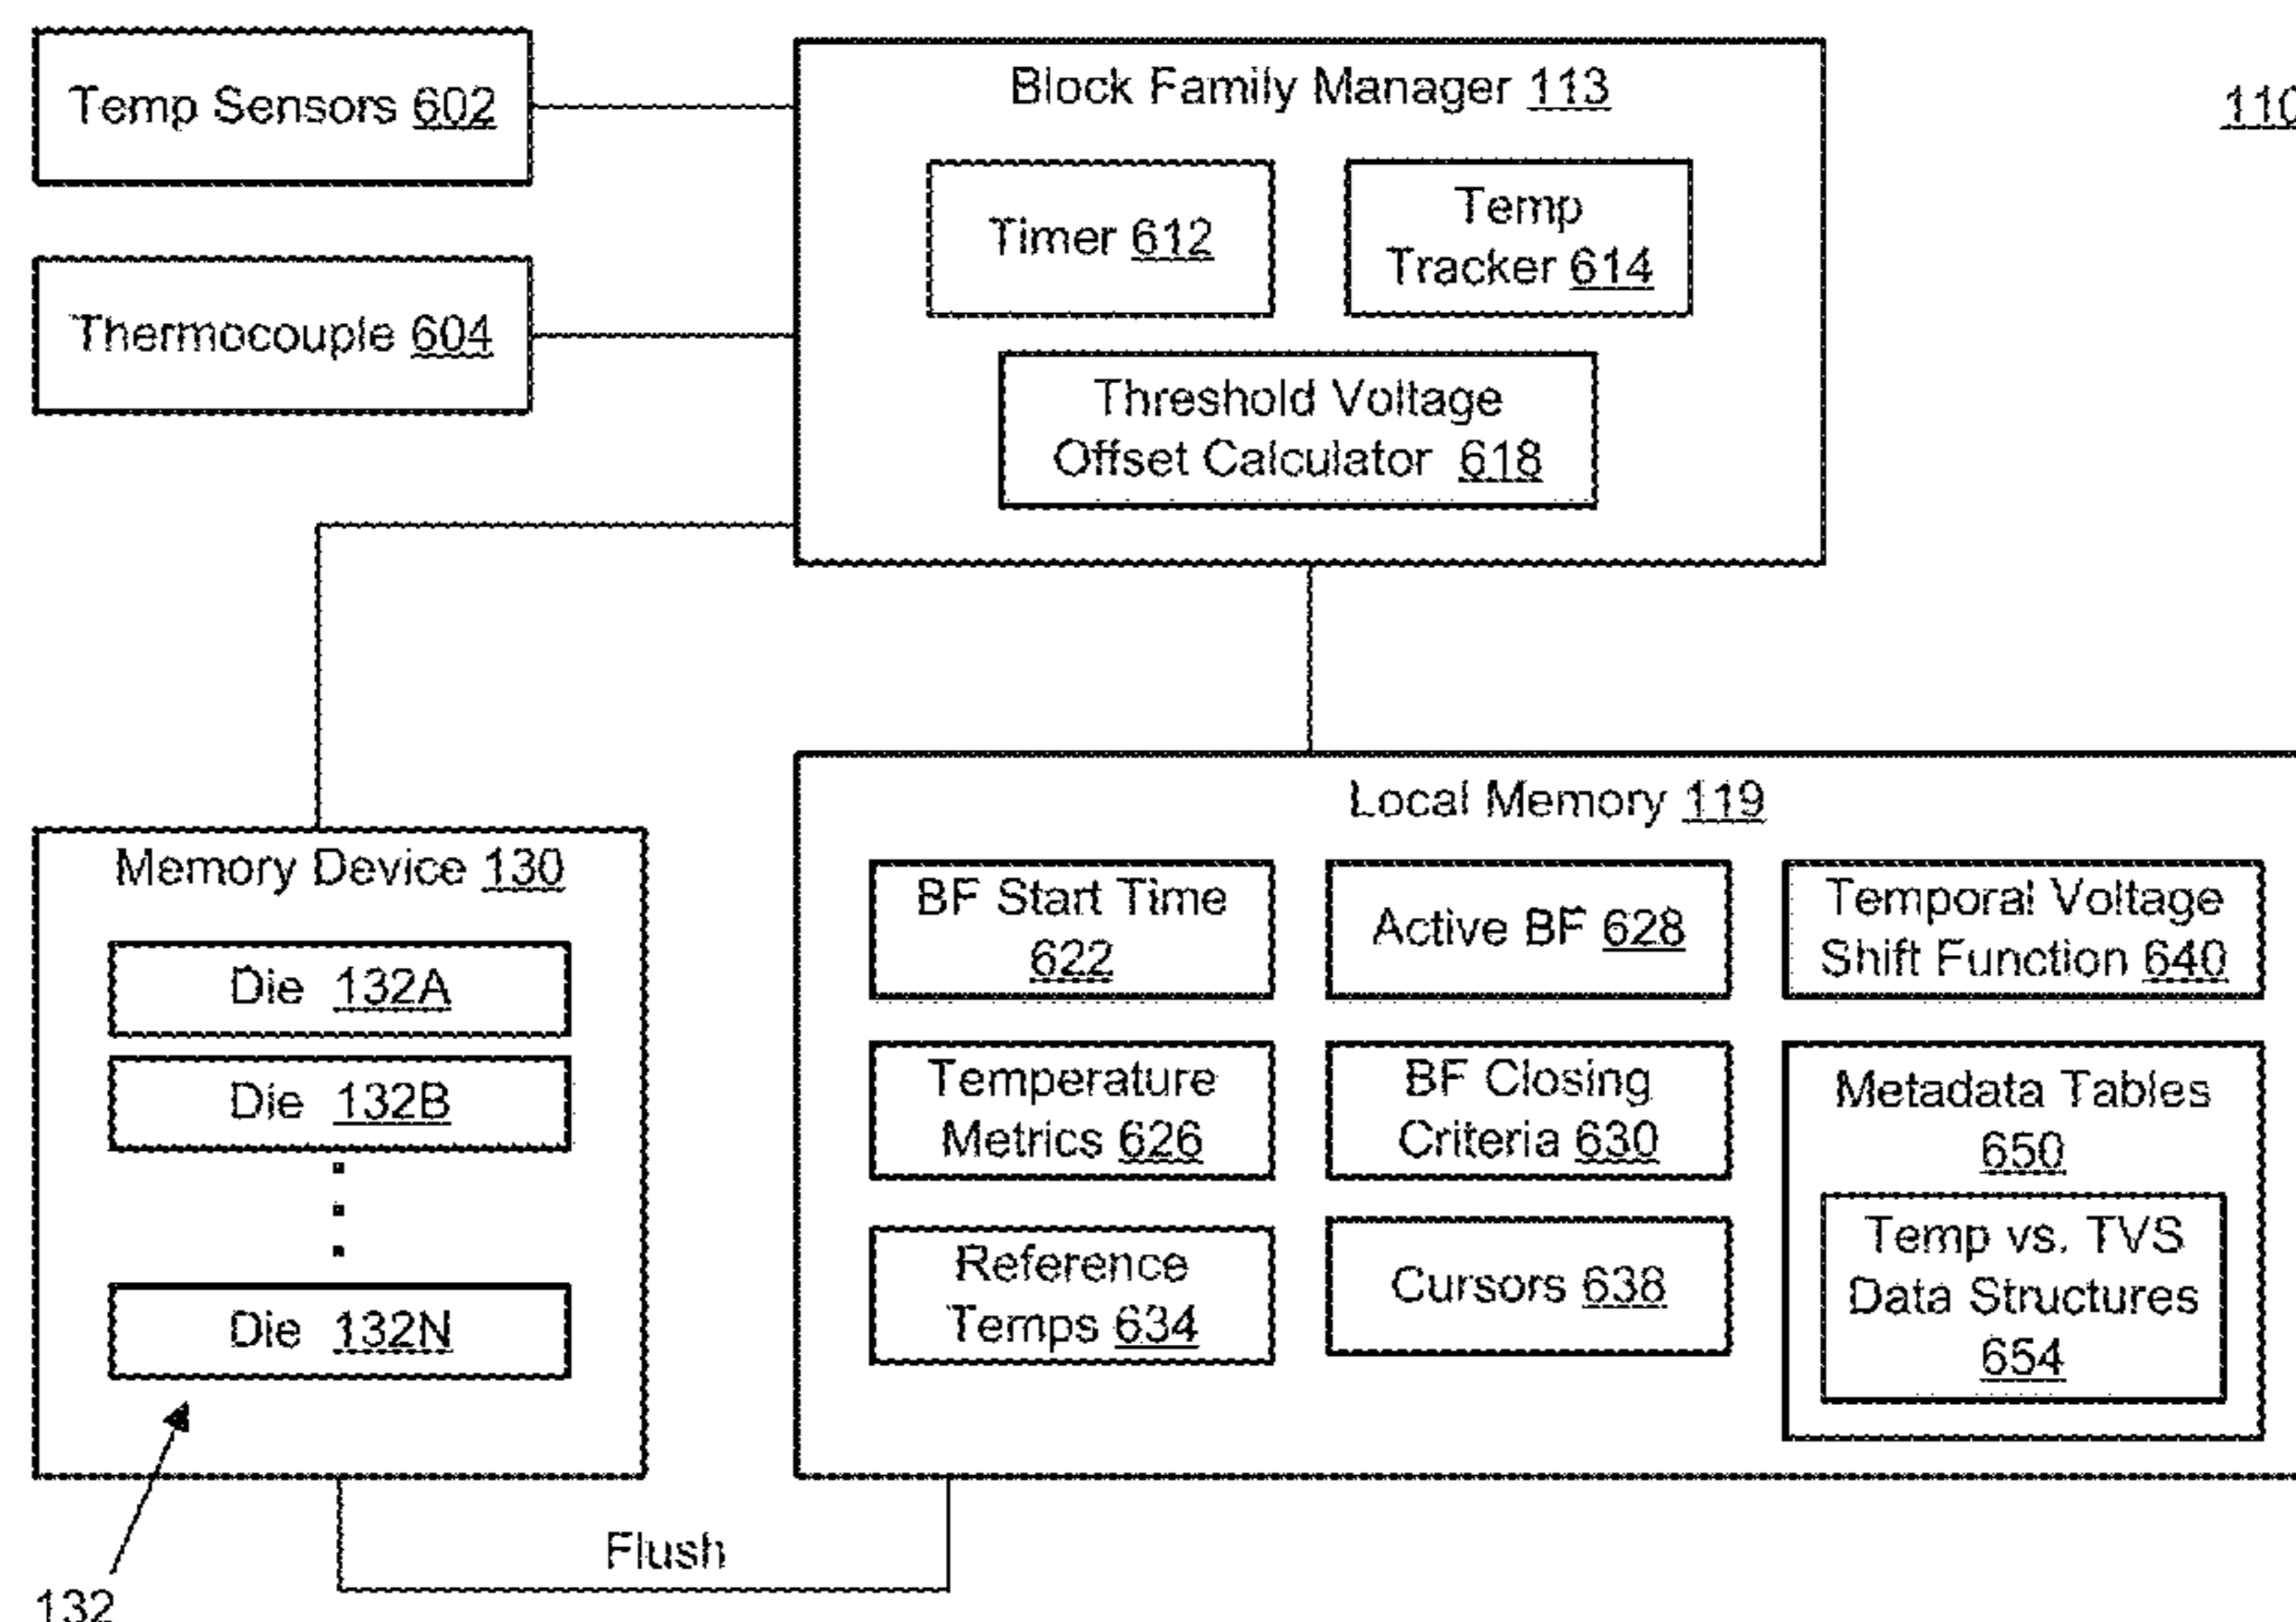 Temp Sensors 602
Thermocouple 604
Block Family Manager 113
Timer 612
Temp
Tracker 614
Threshold Voltage
Offset Calculator 618
110
Memory Device 130
Die 132A
Die 132B
Die 132N
132
Local Memory 119
BF Start Time
622
Active BF 628
Temporal Voltage
Shift Function 640
Temperature
Metrics 626
BF Closing
Criteria 630
Metadata Tables
650
Temp vs. TVS
Data Structures
654
Reference
Temps 634
Cursors 638
Flush